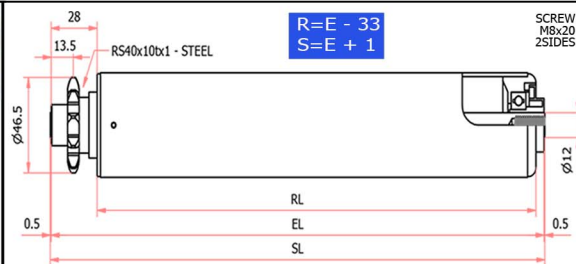 28
13.5
RS40x10tx1 - STEEL
R=E - 33
S=E + 1
SCREW
M8x20
2SIDES
Ø46.5
Ø12
RL
0.5
EL
0.5
SL